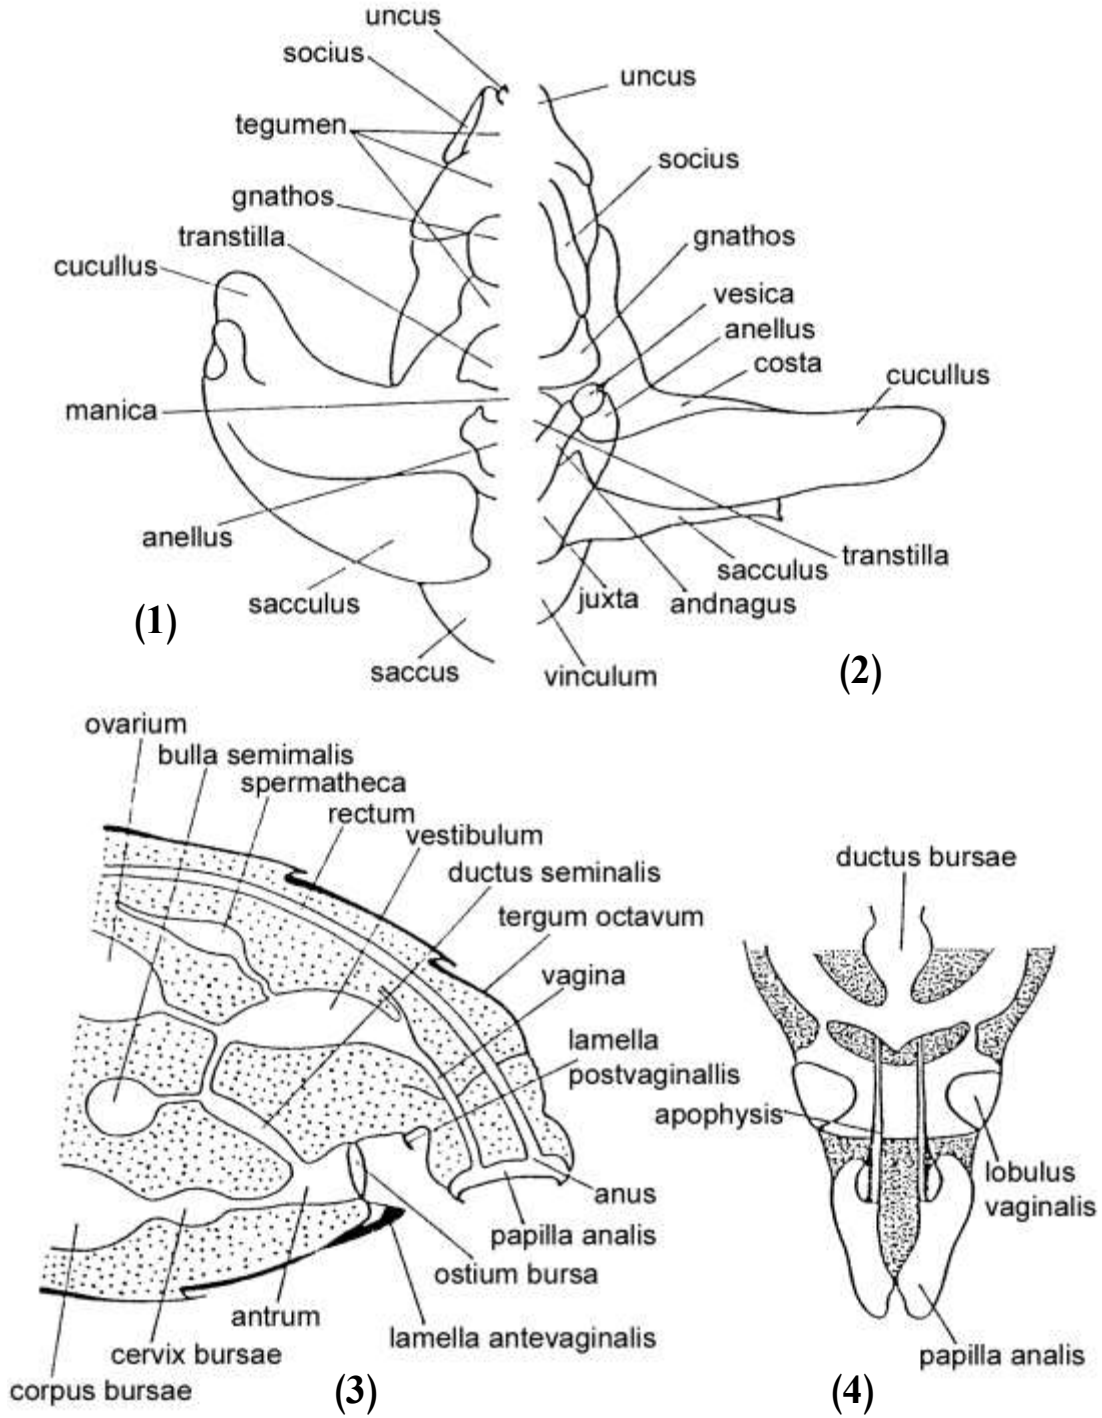 uncus
socius
tegumen
gnathos
transtilla
cucullus
manica
anellus
sacculus
saccus
(1)
uncus
socius
gnathos
vesica
anellus
costa
cucullus
transtilla
sacculus
andnagus
juxta
vinculum
(2)
ovarium
bulla semimalis
spermatheca
rectum
vestibulum
ductus seminalis
tergum octavum
vagina
lamella
postvaginallis
anus
papilla analis
ostium bursa
lamella antevaginalis
antrum
cervix bursae
corpus bursae
(3)
ductus bursae
apophysis
lobulus
vaginalis
papilla analis
(4)